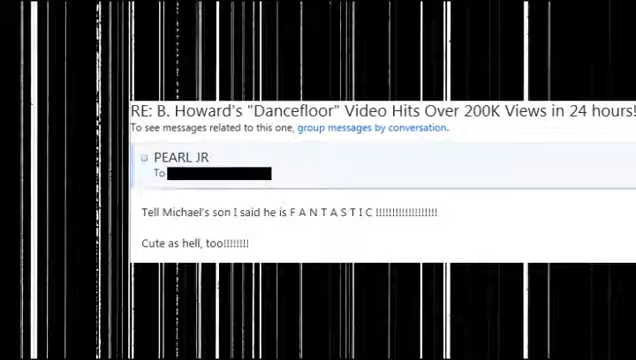 RE: B. Howard's "Dancefloor" Video Hits Over 200K Views in 24 hours!
To see messages related to this one, group messages by conversation.
PEARL JR
To
Tell Michael's son I said he is F A N T A S T I C !!!!!!!!!!!!!!!!!!!
Cute as hell, too!!!!!!!!